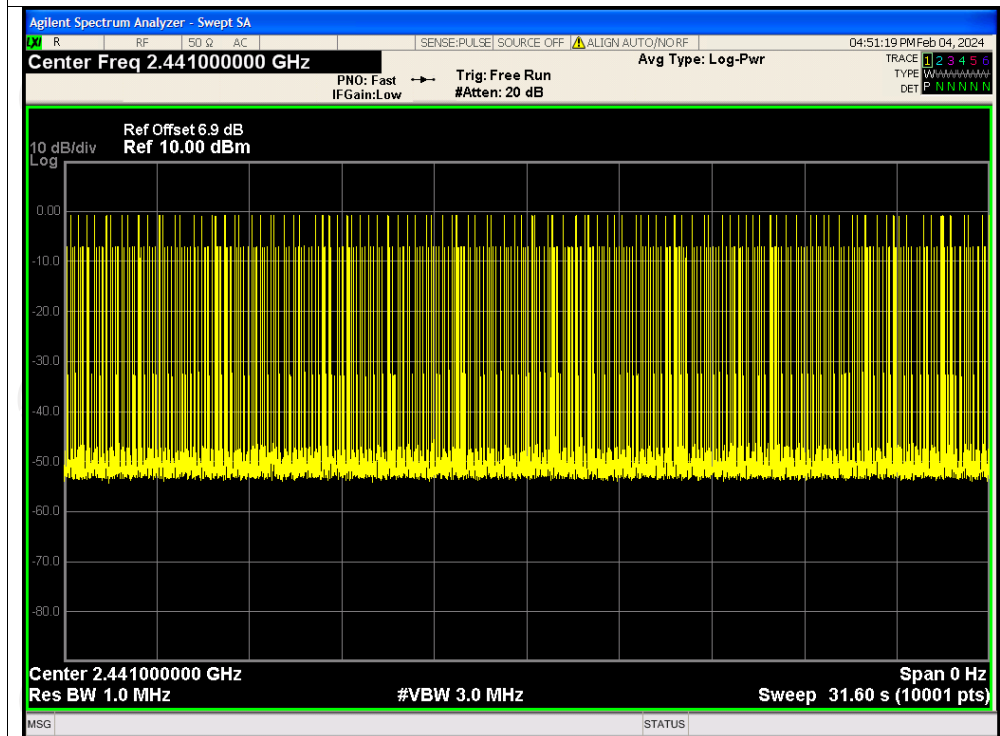 Agilent Spectrum Analyzer - Swept SA
LXI R RF 50 Ω AC SENSE:PULSE SOURCE OFF ALIGN AUTO/NO RF 04:51:19 PM Feb 04, 2024
Center Freq 2.441000000 GHz Avg Type: Log-Pwr TRACE 1 2 3 4 5 6
PNO: Fast Trig: Free Run TYPE WWWWWW
IFGain:Low #Atten: 20 dB DET P N N N N N
Ref Offset 6.9 dB
10 dB/div Ref 10.00 dBm
Log
0.00
-10.0
-20.0
-30.0
-40.0
-50.0
-60.0
-70.0
-80.0
Center 2.441000000 GHz Span 0 Hz
Res BW 1.0 MHz #VBW 3.0 MHz Sweep 31.60 s (10001 pts)
MSG STATUS